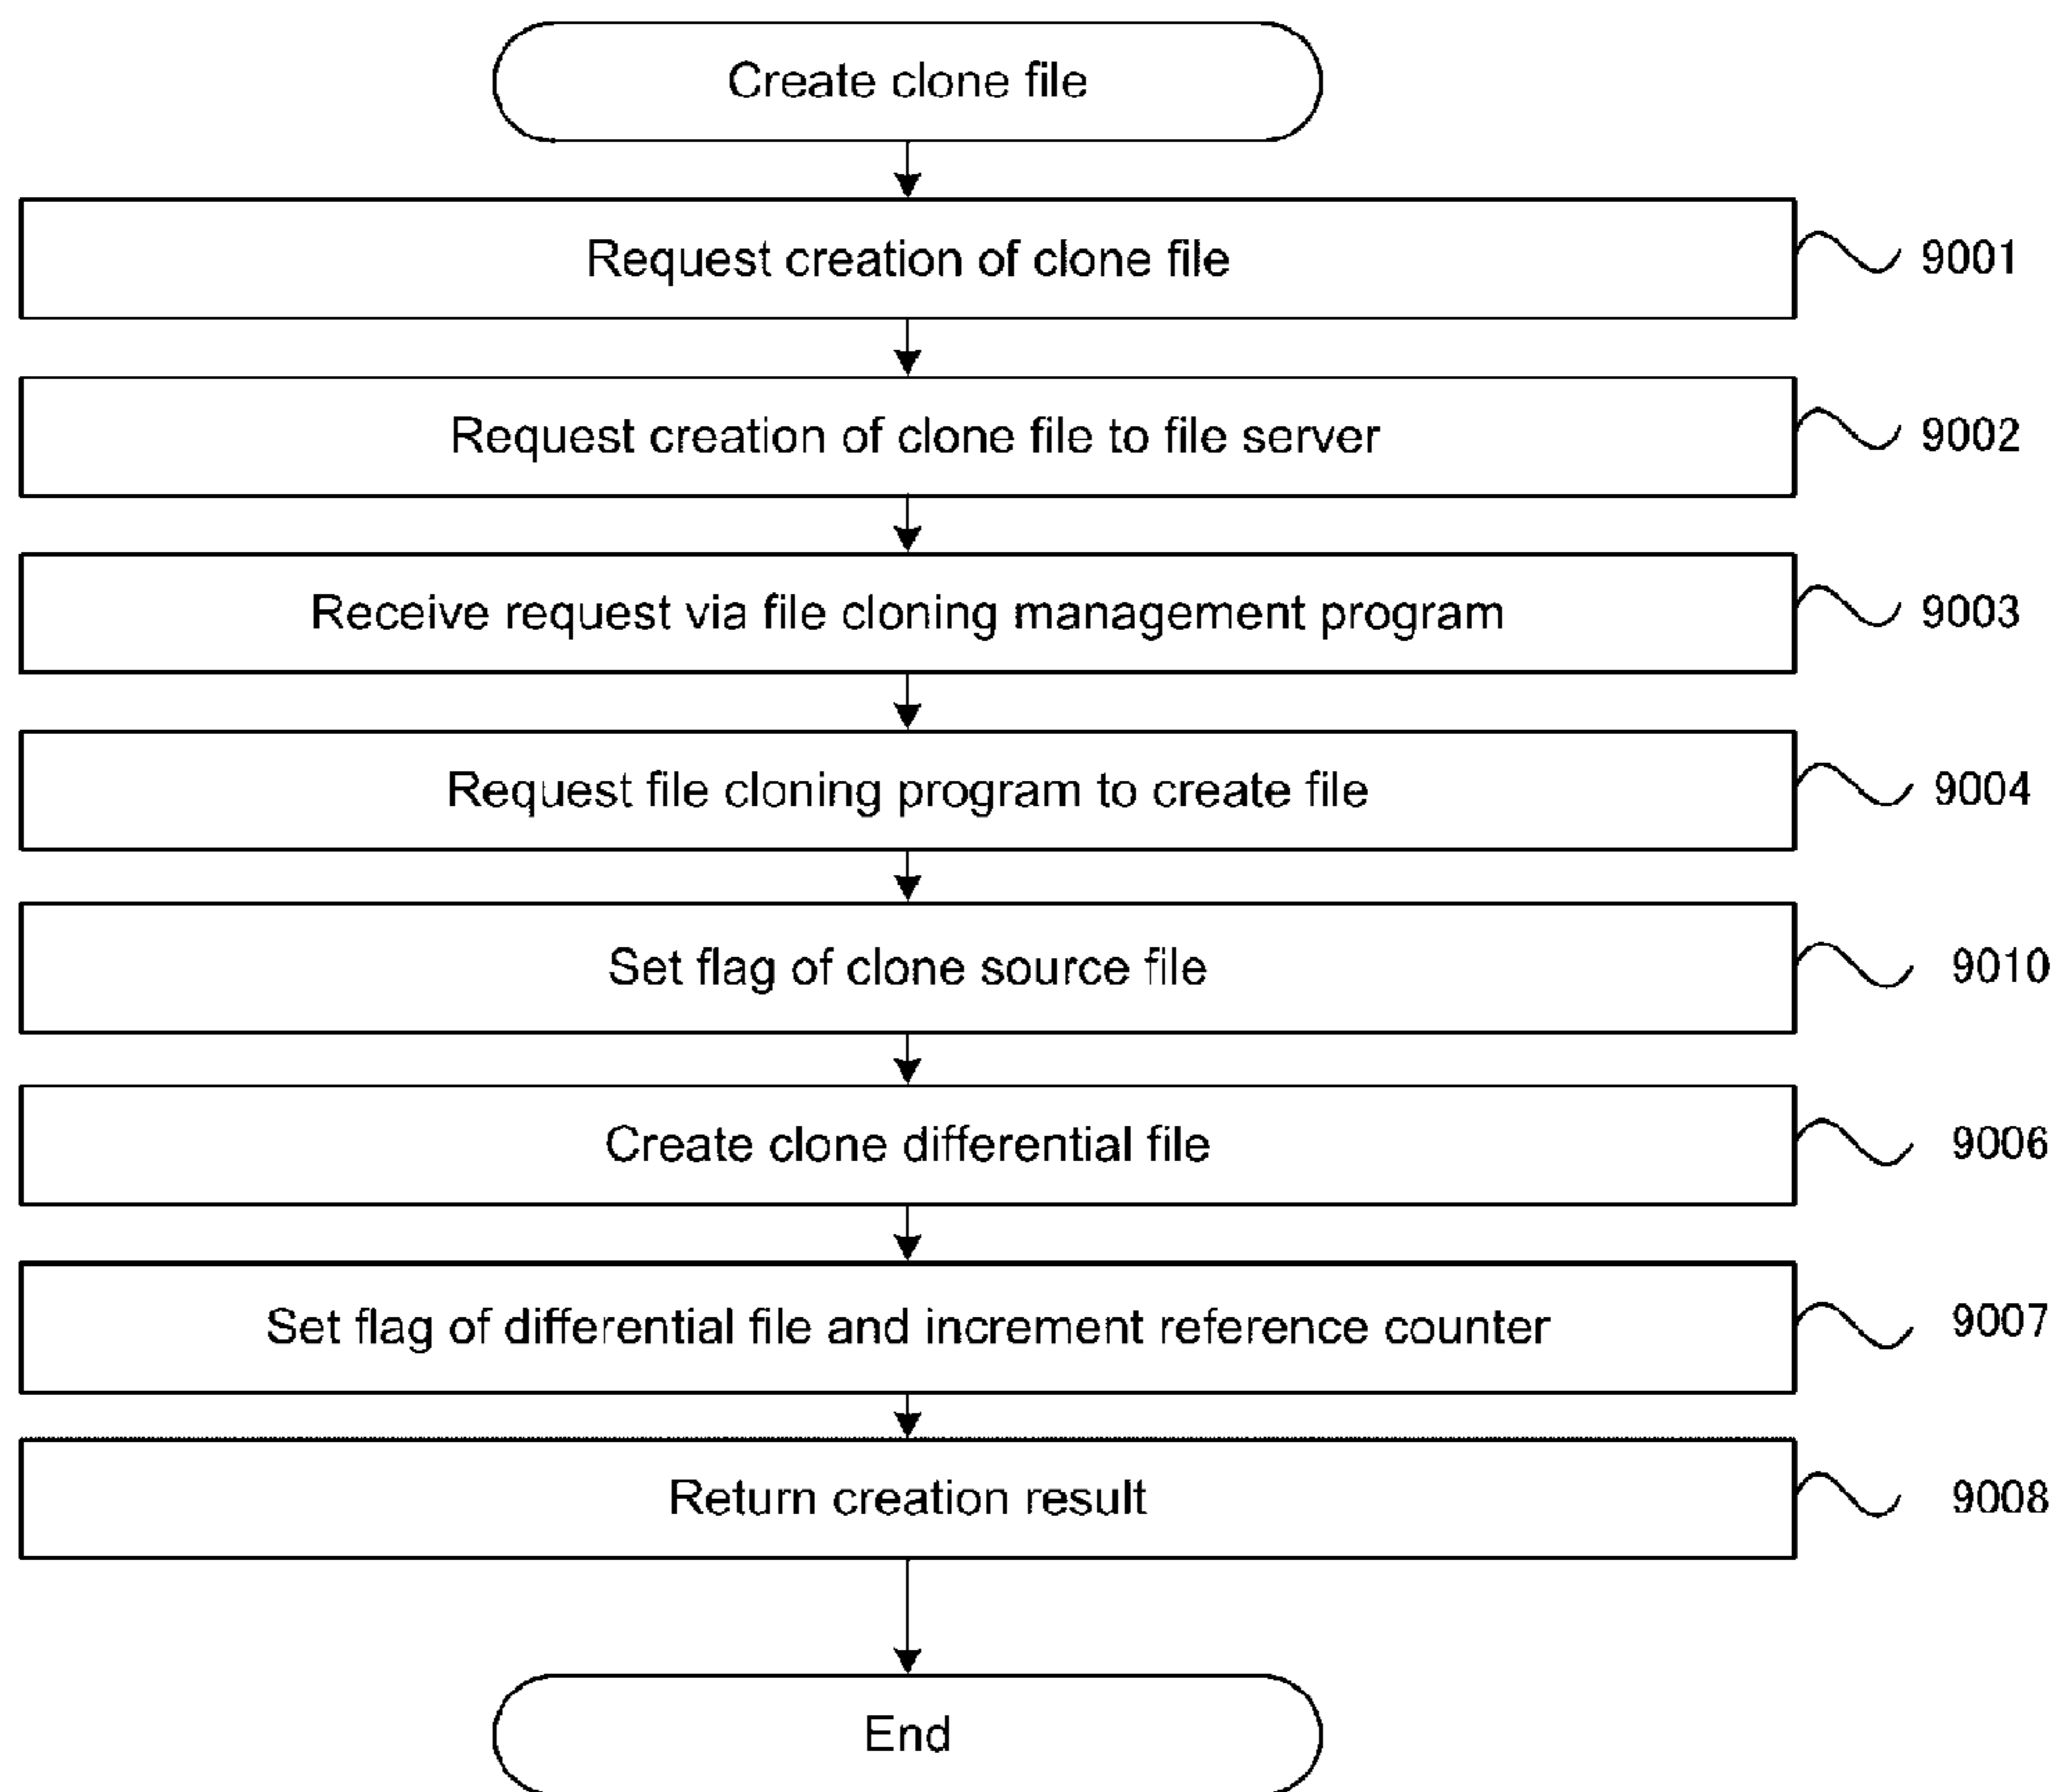 Create clone file
Request creation of clone file 9001
Request creation of clone file to file server 9002
Receive request via file cloning management program 9003
Request file cloning program to create file 9004
Set flag of clone source file 9010
Create clone differential file 9006
Set flag of differential file and increment reference counter 9007
Return creation result 9008
End